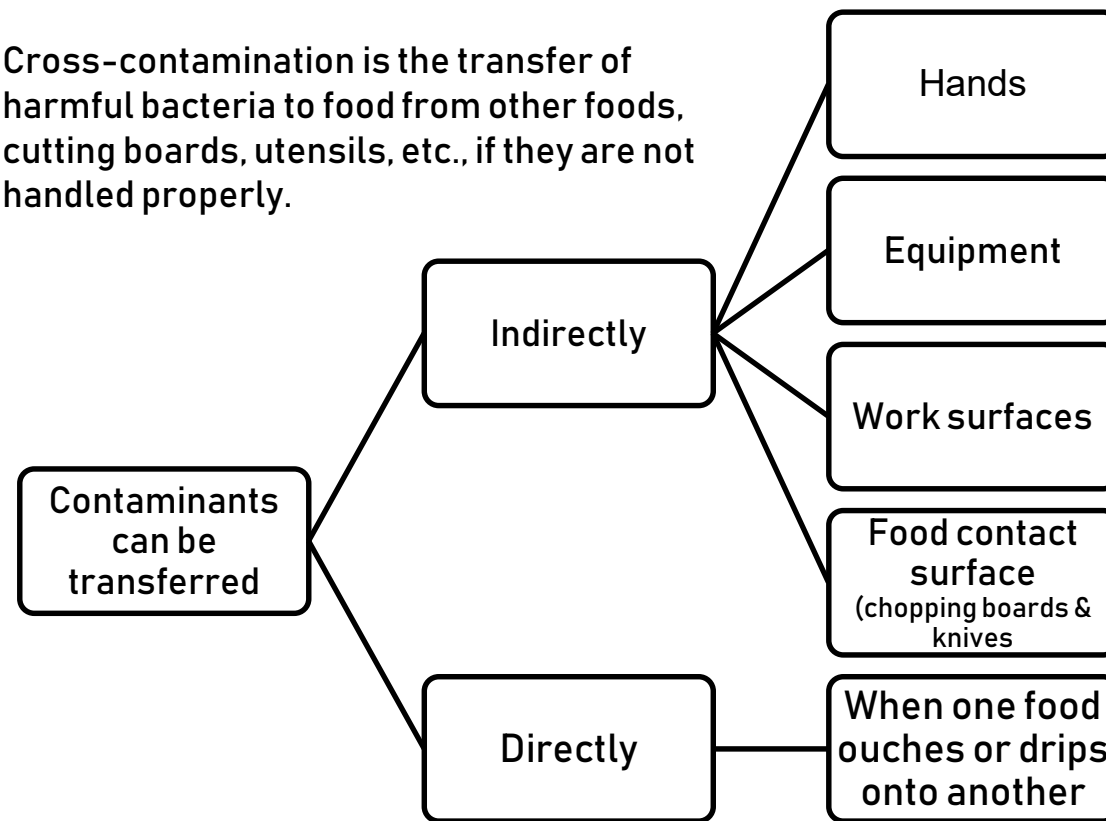 Cross-contamination is the transfer of
harmful bacteria to food from other foods,
cutting boards, utensils, etc., if they are not
handled properly.
Hands
Equipment
Indirectly
Work surfaces
Contaminants
can be
transferred
Food contact
surface
(chopping boards &
knives
Directly
When one food
ouches or drips
onto another